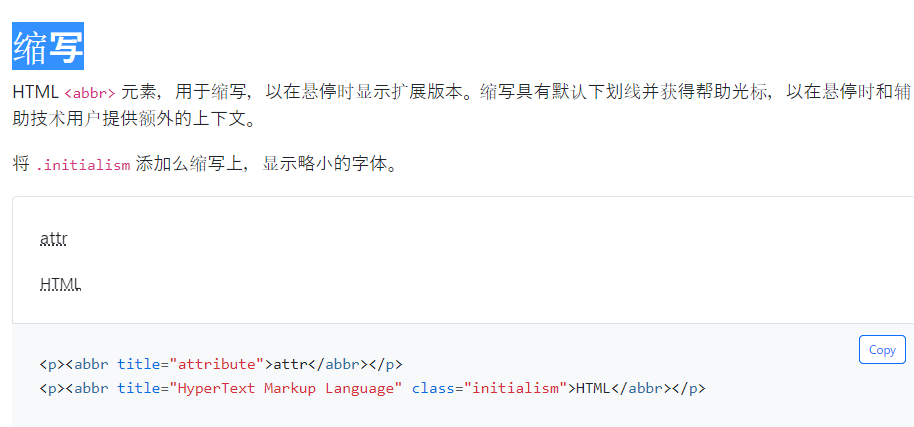 缩写
HTML <abbr> 元素，用于缩写，以在悬停时显示扩展版本。缩写具有默认下划线并获得帮助光标，以在悬停时和辅
助技术用户提供额外的上下文。
将 .initialism 添加么缩写上，显示略小的字体。
attr
HTML
Copy
<p><abbr title="attribute">attr</abbr></p>
<p><abbr title="HyperText Markup Language" class="initialism">HTML</abbr></p>